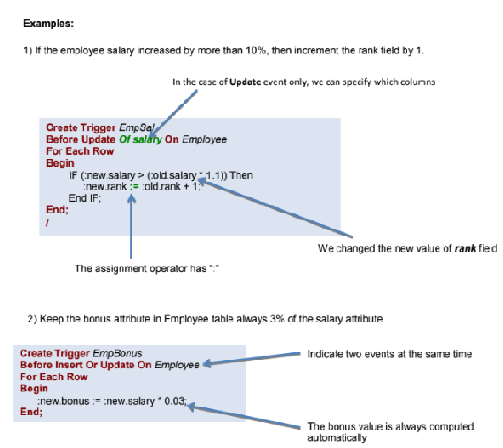 Examples:
1) If the employee salary increased by more than 10%, then increment the rank field by 1.
In the case of Update event only, we can specify which columns
Create Trigger EmpSal
Before Update Of salary On Employee
For Each Row
Begin
IF (:new.salary > (:old.salary * 1.1)) Then
:new.rank := :old.rank + 1;
End IF;
End;
/
We changed the new value of rank field
The assignment operator has ":"
2) Keep the bonus attribute in Employee table always 3% of the salary attribute
Create Trigger EmpBonus
Before Insert Or Update On Employee
For Each Row
Begin
:new.bonus := :new.salary * 0.03;
End;
Indicate two events at the same time
The bonus value is always computed
automatically